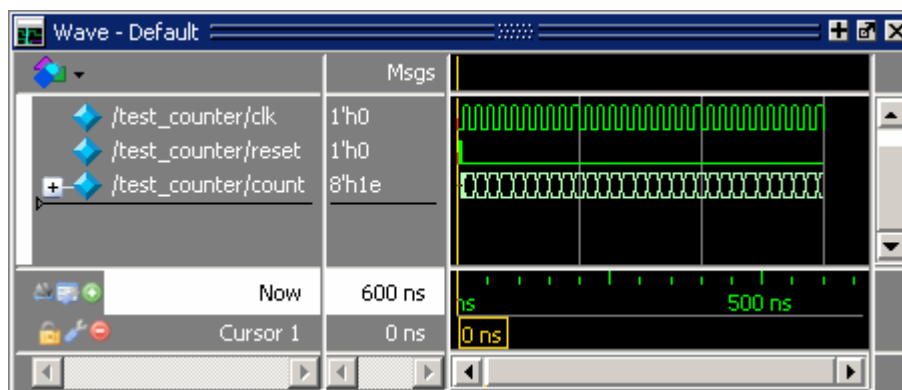 Wave - Default
Msgs
/test_counter/clk 1'h0
/test_counter/reset 1'h0
/test_counter/count 8'h1e
Now 600 ns
ns 500 ns
Cursor 1 0 ns 0 ns